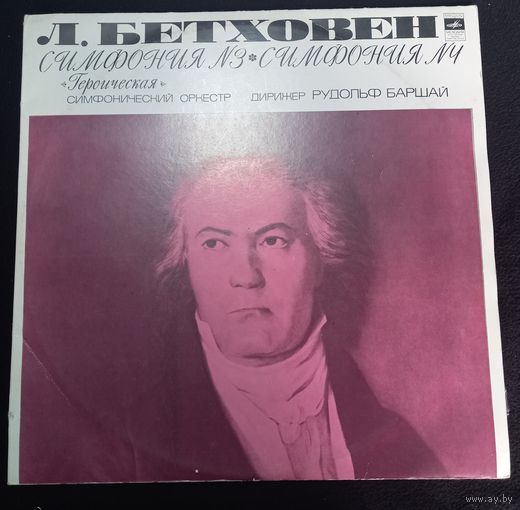 Л. БЕТХОВЕН
СИМФОНИЯ №3 * СИМФОНИЯ №4
«Героическая»
СИМФОНИЧЕСКИЙ ОРКЕСТР ДИРИЖЕР РУДОЛЬФ БАРШАЙ
www.ay.by